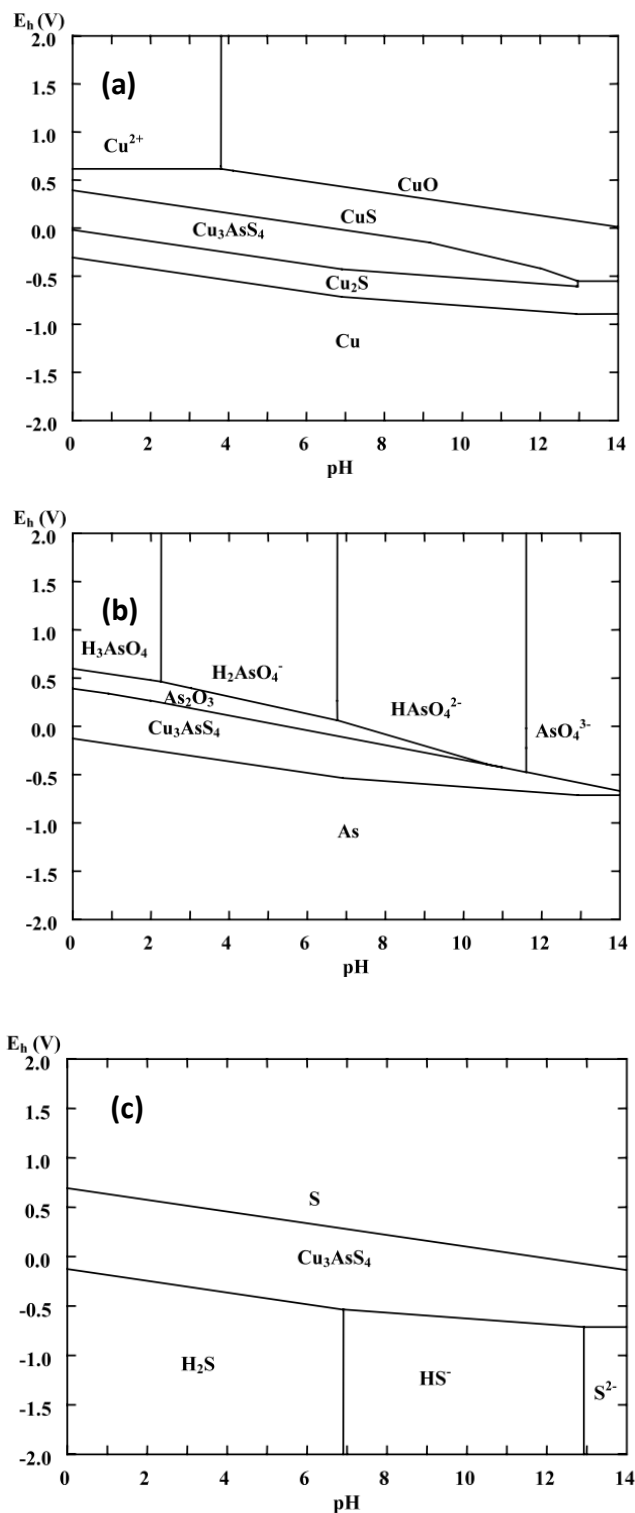 Eh (V)
2.0
(a)
1.5
1.0
Cu2+
0.5
CuO
CuS
Cu3AsS4
0.0
-0.5
Cu2S
-1.0
Cu
-1.5
-2.0
0 2 4 6 8 10 12 14
pH
Eh (V)
2.0
1.5
(b)
1.0
H3AsO4
H2AsO4-
0.5
As2O3
HAsO42-
AsO43-
0.0
Cu3AsS4
-0.5
-1.0
As
-1.5
-2.0
0 2 4 6 8 10 12 14
pH
Eh (V)
2.0
(c)
1.5
1.0
S
0.5
0.0
Cu3AsS4
-0.5
-1.0
H2S
HS-
S2-
-1.5
-2.0
0 2 4 6 8 10 12 14
pH